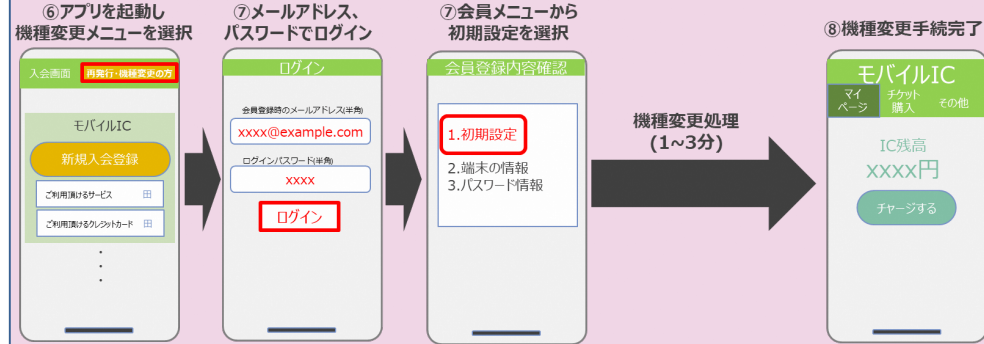 ⑥アプリを起動し
機種変更メニューを選択
入会画面 再発行・機種変更の方
モバイルIC
新規入会登録
ご利用頂けるサービス 田
ご利用頂けるクレジットカード 田
・
・
・
⑦メールアドレス、
パスワードでログイン
ログイン
会員登録時のメールアドレス(半角)
xxxx@example.com
ログインパスワード(半角)
xxxx
ログイン
⑦会員メニューから
初期設定を選択
会員登録内容確認
1.初期設定
2.端末の情報
3.パスワード情報
機種変更処理
(1~3分)
⑧機種変更手続完了
モバイルIC
マイ
ページ
チケット
購入
その他
IC残高
xxxx円
チャージする